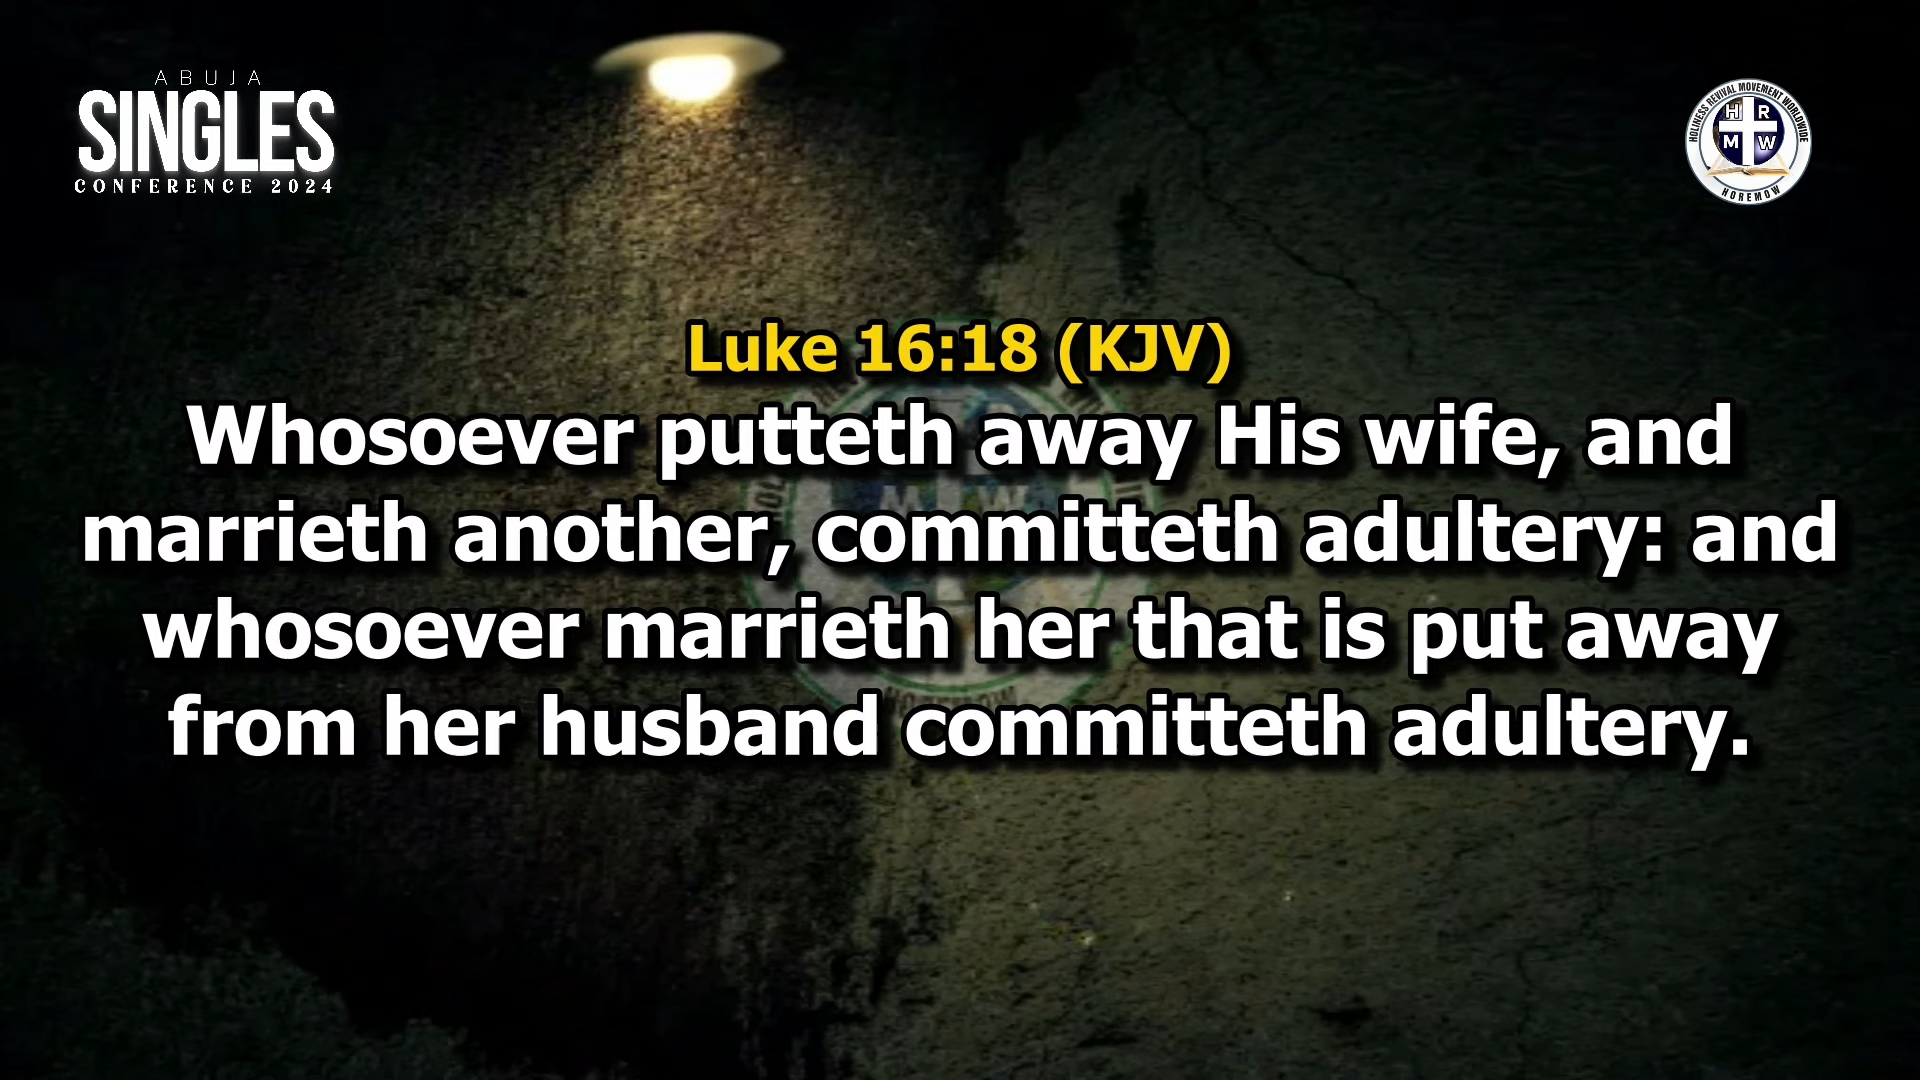 ABUJA
SINGLES
CONFERENCE 2024
HOLINESS REVIVAL MOVEMENT WORLDWIDE
H R
M W
HOREMOW
Luke 16:18 (KJV)
Whosoever putteth away His wife, and
marrieth another, committeth adultery: and
whosoever marrieth her that is put away
from her husband committeth adultery.